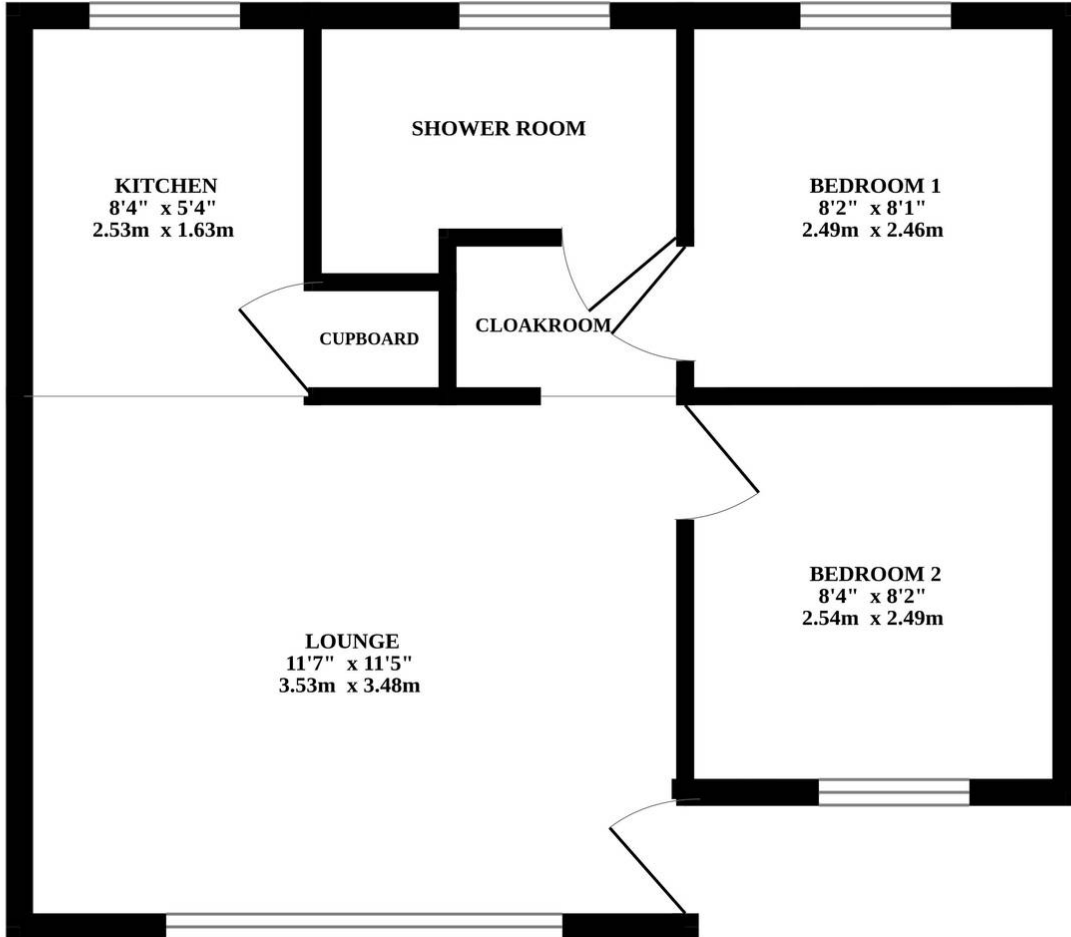 SHOWER ROOM
KITCHEN
8'4" x 5'4"
2.53m x 1.63m
BEDROOM 1
8'2" x 8'1"
2.49m x 2.46m
CLOAKROOM
CUPBOARD
BEDROOM 2
8'4" x 8'2"
2.54m x 2.49m
LOUNGE
11'7" x 11'5"
3.53m x 3.48m